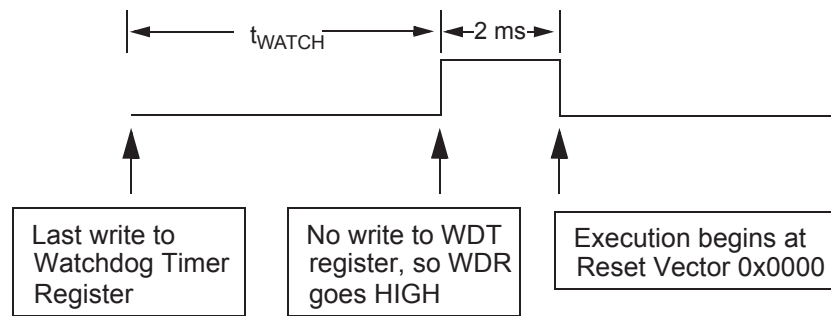 tWATCH
2 ms
Last write to
Watchdog Timer
Register
No write to WDT
register, so WDR
goes HIGH
Execution begins at
Reset Vector 0x0000